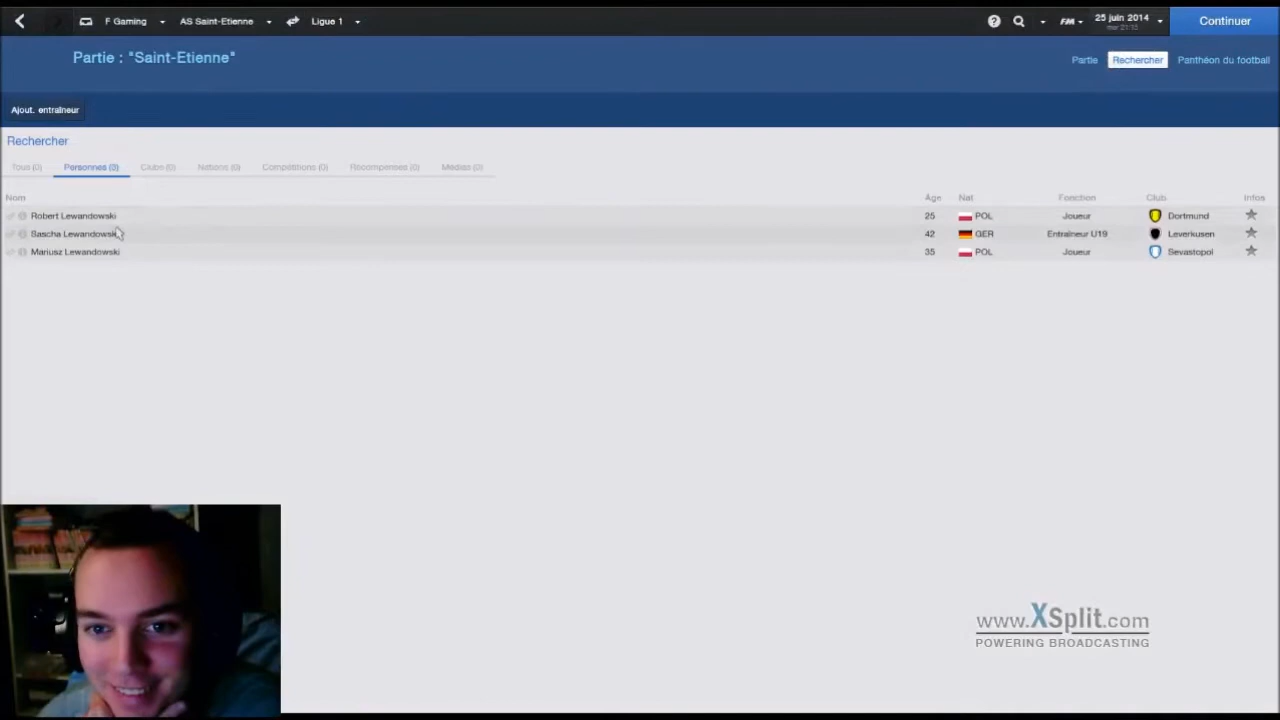 F Gaming AS Saint-Etienne Ligue 1 FM 25 juin 2014 Continuer
Partie : "Saint-Etienne" Partie Rechercher Panthéon du football
Ajout. entraîneur
Rechercher
Tous (0) Personnes (3) Clubs (0) Nations (0) Compétitions (0) Récompenses (0) Médias (0)
Nom Âge Nat Fonction Club Infos
Robert Lewandowski 25 POL Joueur Dortmund
Sascha Lewandowski 42 GER Entraîneur U19 Leverkusen
Mariusz Lewandowski 35 POL Joueur Sevastopol
www.XSplit.com
POWERING BROADCASTING